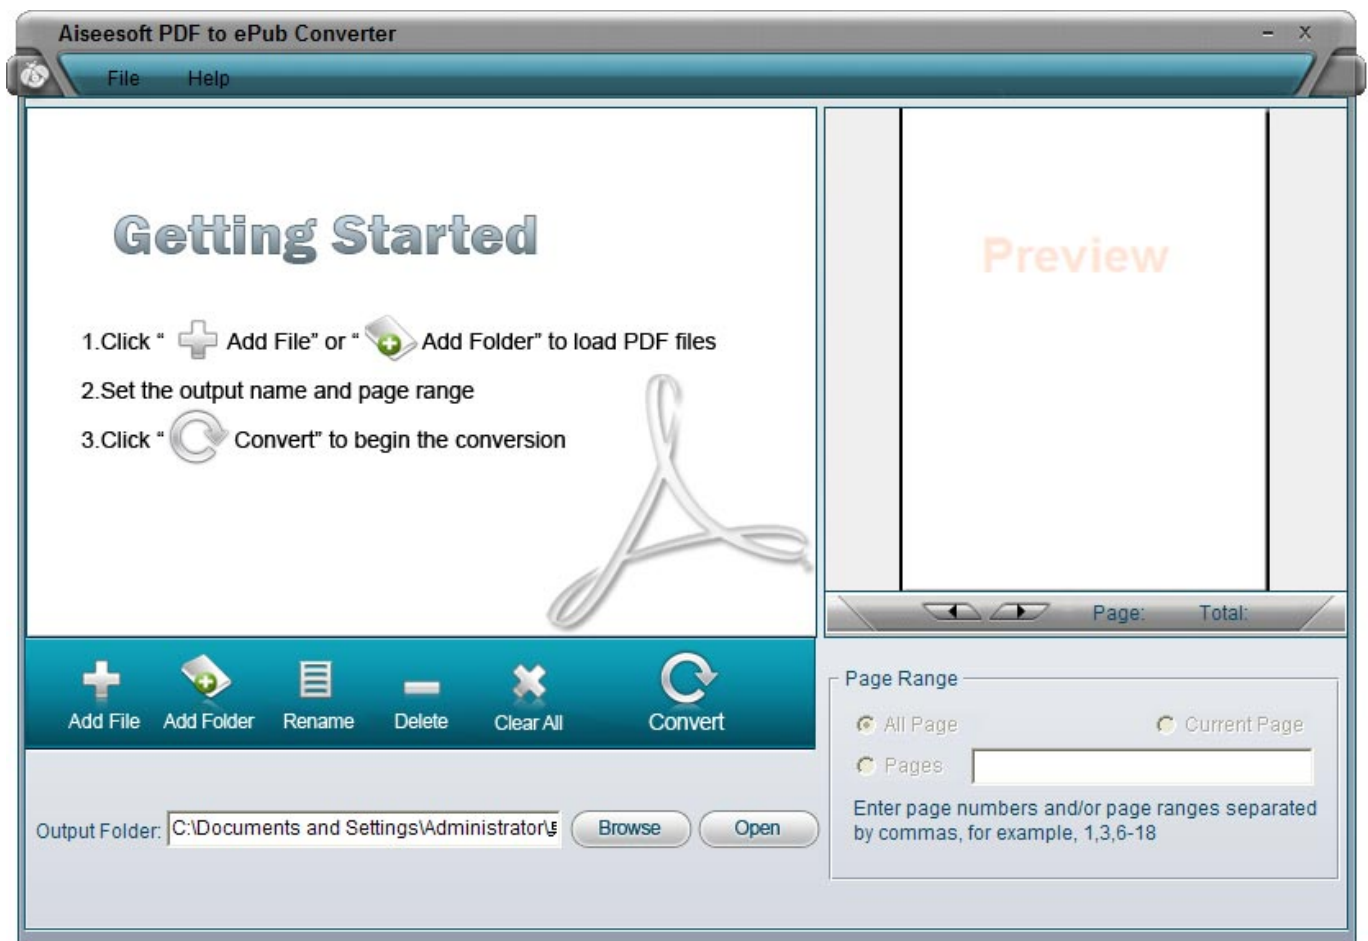 Aiseesoft PDF to ePub Converter
File Help
Getting Started
1.Click “ Add File” or “ Add Folder” to load PDF files
2.Set the output name and page range
3.Click “ Convert” to begin the conversion
Preview
Page: Total:
Add File Add Folder Rename Delete Clear All Convert
Output Folder: C:\Documents and Settings\Administrator\ Browse Open
Page Range
All Page Current Page
Pages
Enter page numbers and/or page ranges separated
by commas, for example, 1,3,6-18